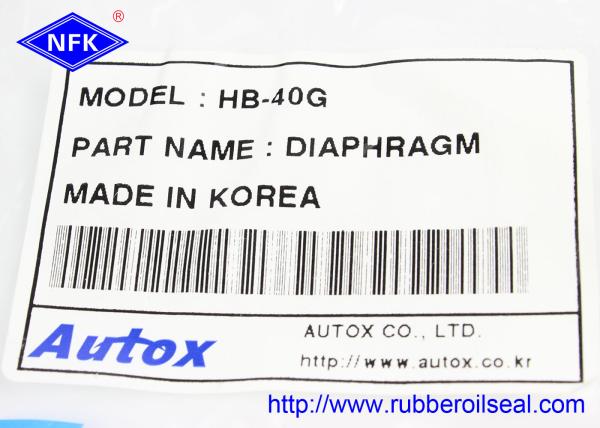 NFK
MODEL : HB-40G
PART NAME : DIAPHRAGM
MADE IN KOREA
Autox
AUTOX CO., LTD.
http://www.autox.co.kr
http://www.rubberoilseal.com